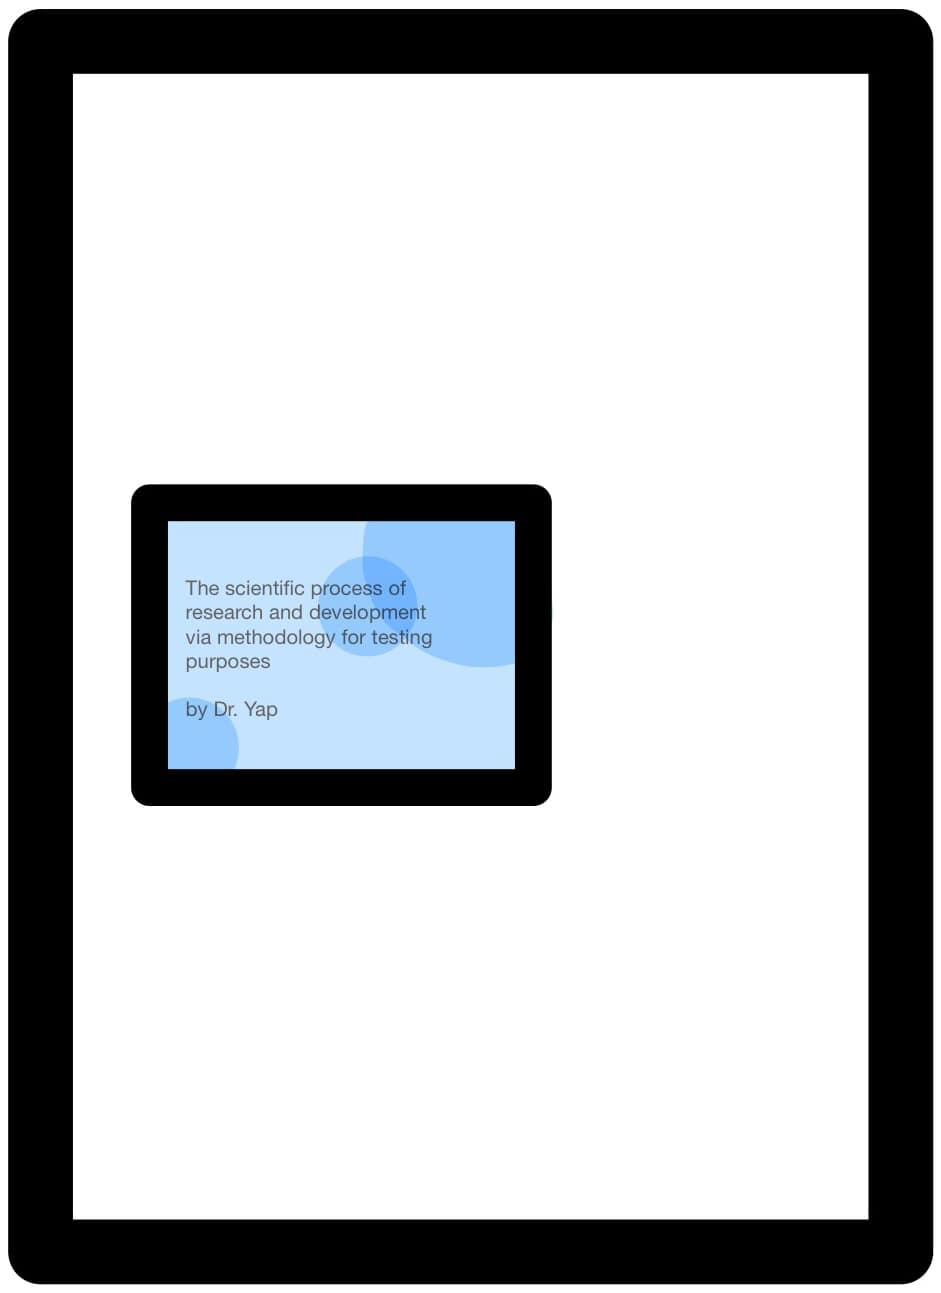 The scientific process of
research and development
via methodology for testing
purposes
by Dr. Yap